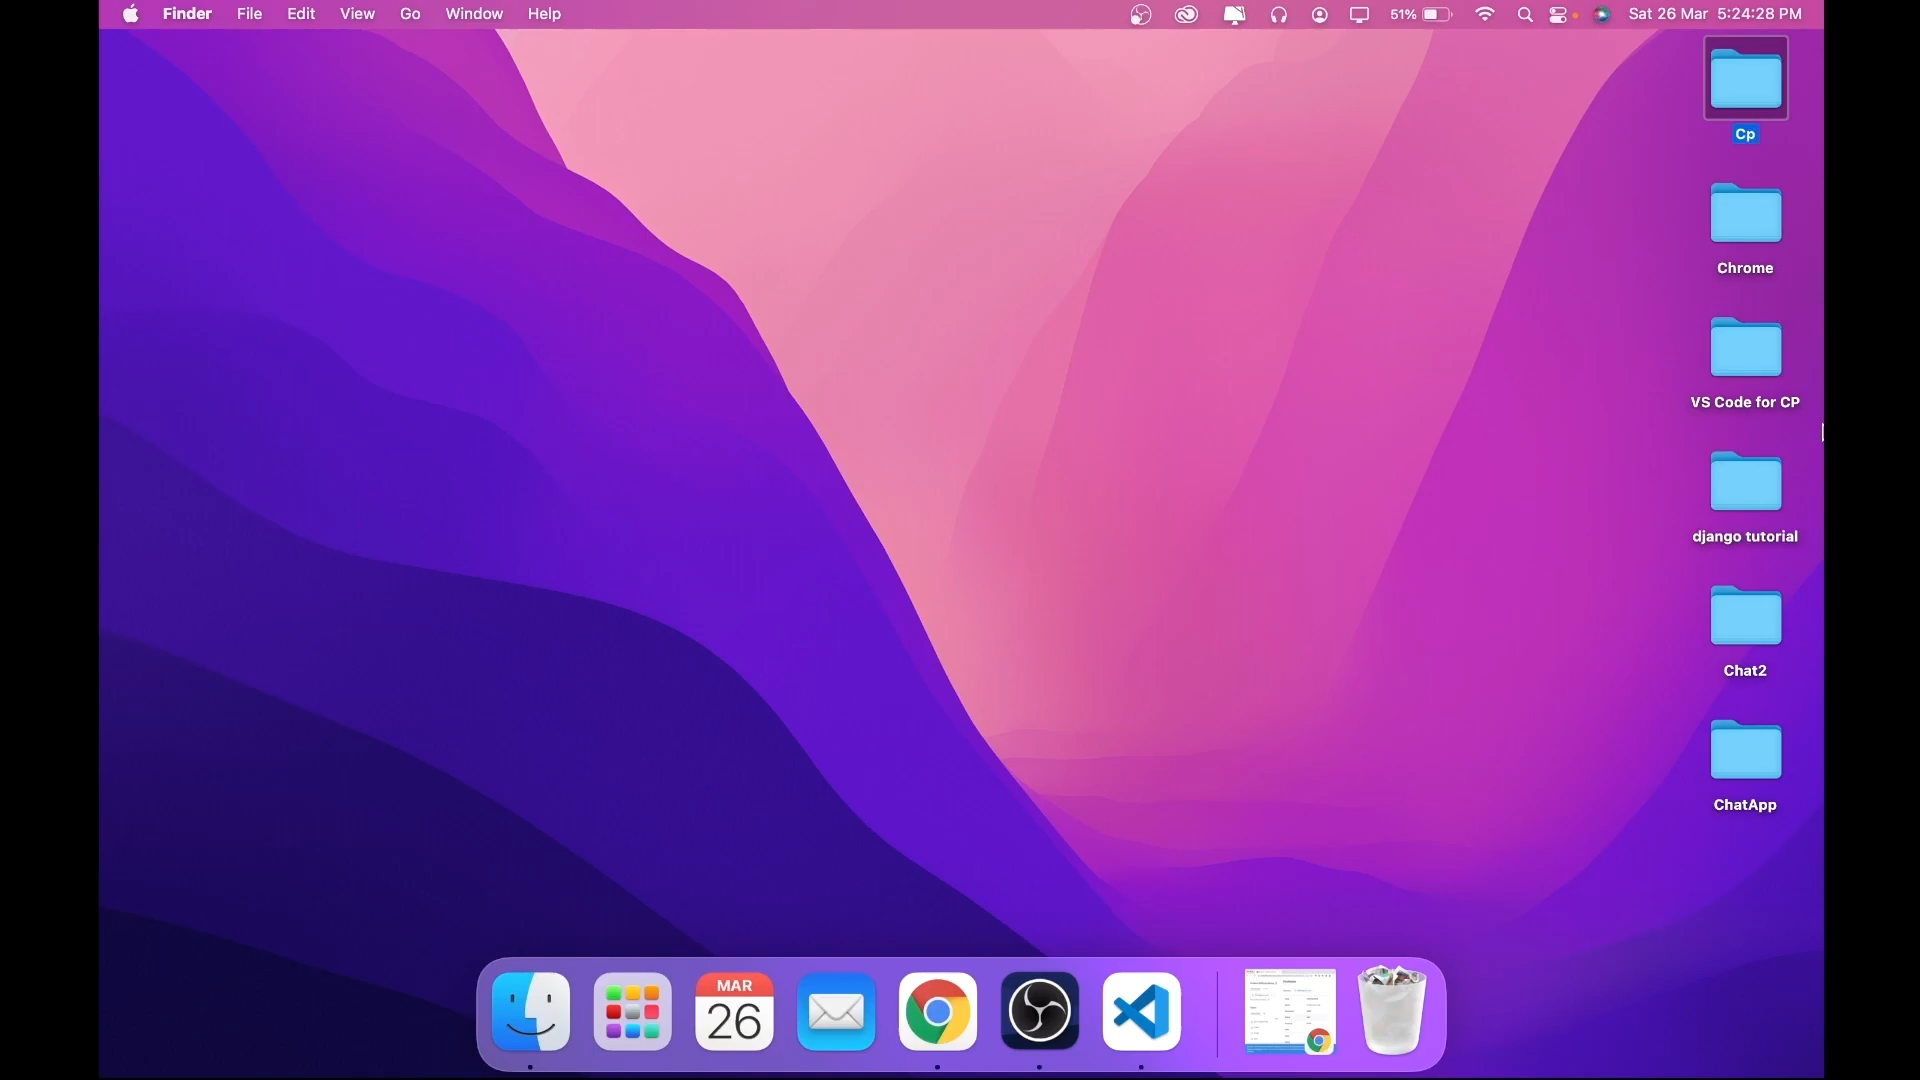 Finder File Edit View Go Window Help 51% Sat 26 Mar 5:24:28 PM
Cp
Chrome
VS Code for CP
django tutorial
Chat2
ChatApp
MAR
26